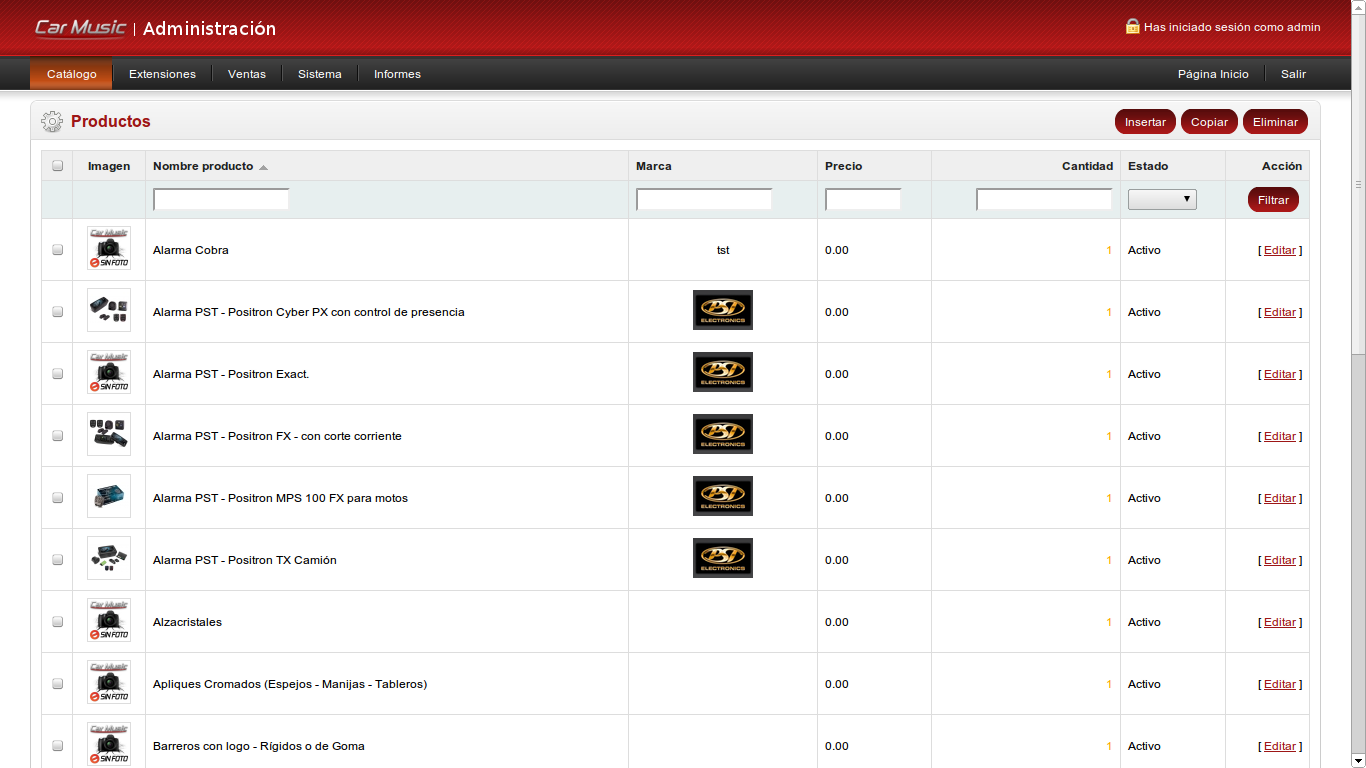 Car Music | Administración
Has iniciado sesión como admin
Catálogo Extensiones Ventas Sistema Informes Página Inicio Salir
Productos
Insertar Copiar Eliminar
Imagen Nombre producto Marca Precio Cantidad Estado Acción
Filtrar
Car Music
SIN FOTO
Alarma Cobra tst 0.00 1 Activo [ Editar ]
Alarma PST - Positron Cyber PX con control de presencia PST ELECTRONICS 0.00 1 Activo [ Editar ]
Car Music
SIN FOTO
Alarma PST - Positron Exact. PST ELECTRONICS 0.00 1 Activo [ Editar ]
Alarma PST - Positron FX - con corte corriente PST ELECTRONICS 0.00 1 Activo [ Editar ]
Alarma PST - Positron MPS 100 FX para motos PST ELECTRONICS 0.00 1 Activo [ Editar ]
Alarma PST - Positron TX Camión PST ELECTRONICS 0.00 1 Activo [ Editar ]
Car Music
SIN FOTO
Alzacristales 0.00 1 Activo [ Editar ]
Car Music
SIN FOTO
Apliques Cromados (Espejos - Manijas - Tableros) 0.00 1 Activo [ Editar ]
Car Music
SIN FOTO
Barreros con logo - Rígidos o de Goma 0.00 1 Activo [ Editar ]